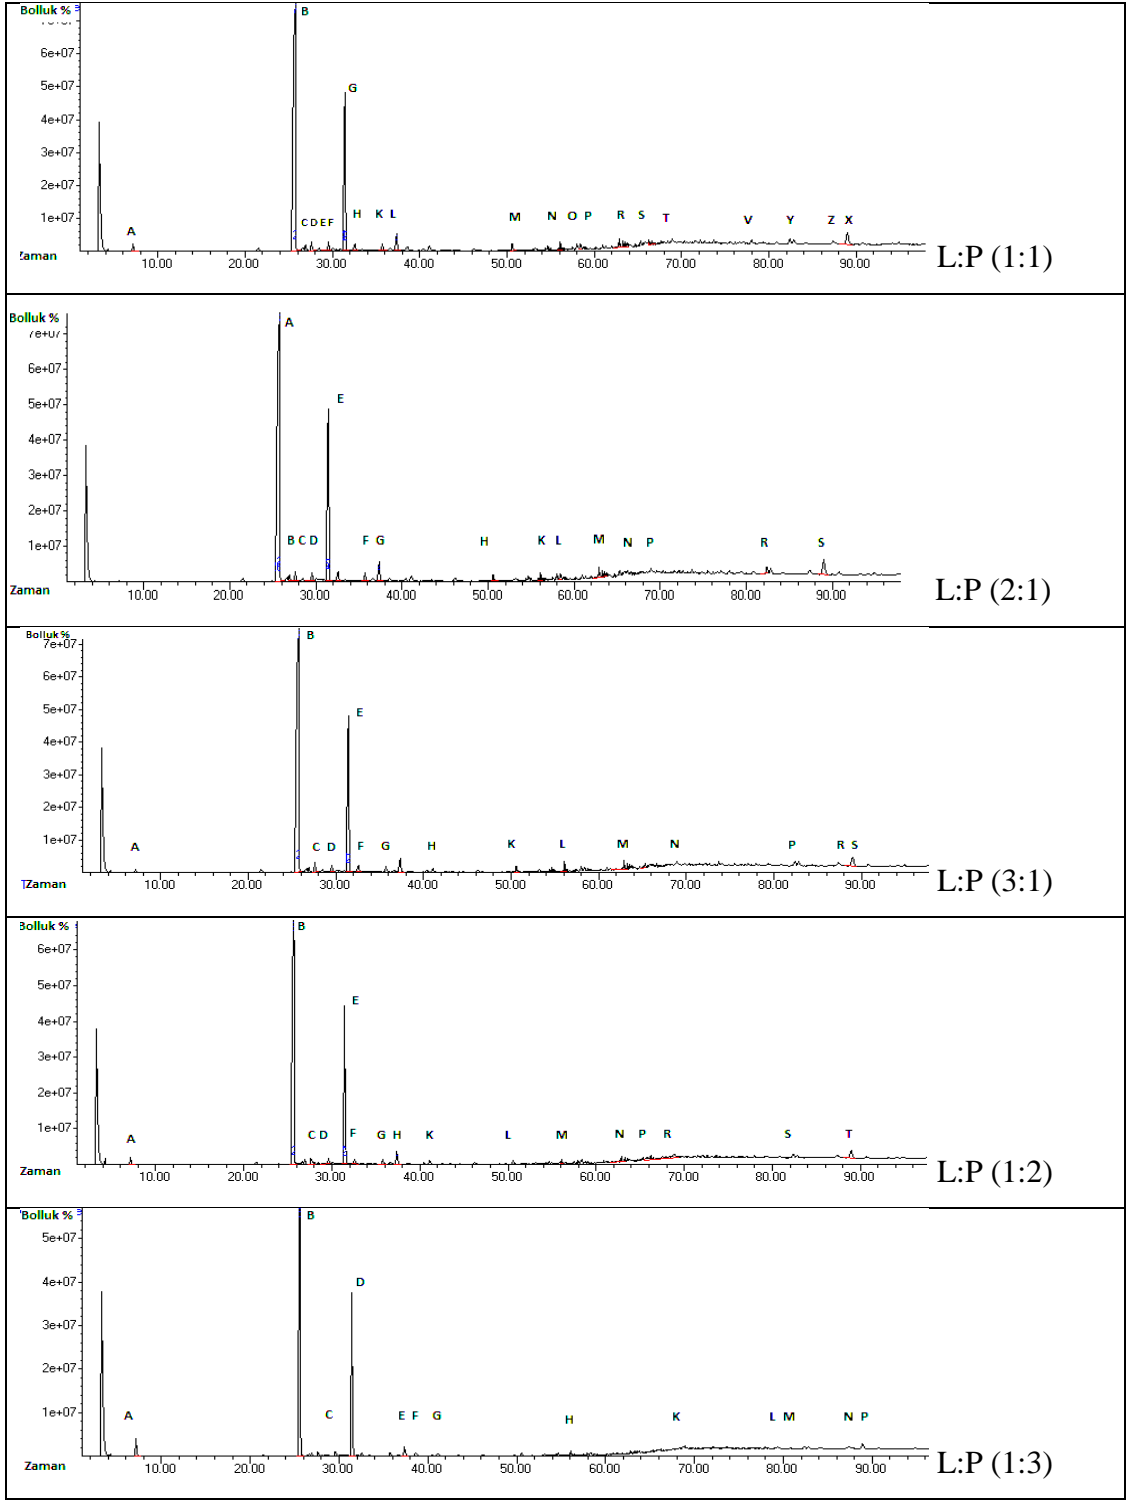 Bolluk %
B
6e+07
5e+07
G
4e+07
3e+07
2e+07
1e+07
A C D E F H K L M N O P R S T V Y Z X
Zaman 10.00 20.00 30.00 40.00 50.00 60.00 70.00 80.00 90.00
L:P (1:1)
Bolluk %
A
7e+07
6e+07
5e+07
E
4e+07
3e+07
2e+07
1e+07
B C D F G H K L M N P R S
Zaman 10.00 20.00 30.00 40.00 50.00 60.00 70.00 80.00 90.00
L:P (2:1)
Bolluk %
B
7e+07
6e+07
5e+07
E
4e+07
3e+07
2e+07
1e+07
A C D F G H K L M N P R S
Zaman 10.00 20.00 30.00 40.00 50.00 60.00 70.00 80.00 90.00
L:P (3:1)
Bolluk %
B
6e+07
5e+07
E
4e+07
3e+07
2e+07
1e+07
A C D F G H K L M N P R S T
Zaman 10.00 20.00 30.00 40.00 50.00 60.00 70.00 80.00 90.00
L:P (1:2)
Bolluk %
B
5e+07
4e+07
D
3e+07
2e+07
1e+07
A C E F G H K L M N P
Zaman 10.00 20.00 30.00 40.00 50.00 60.00 70.00 80.00 90.00
L:P (1:3)